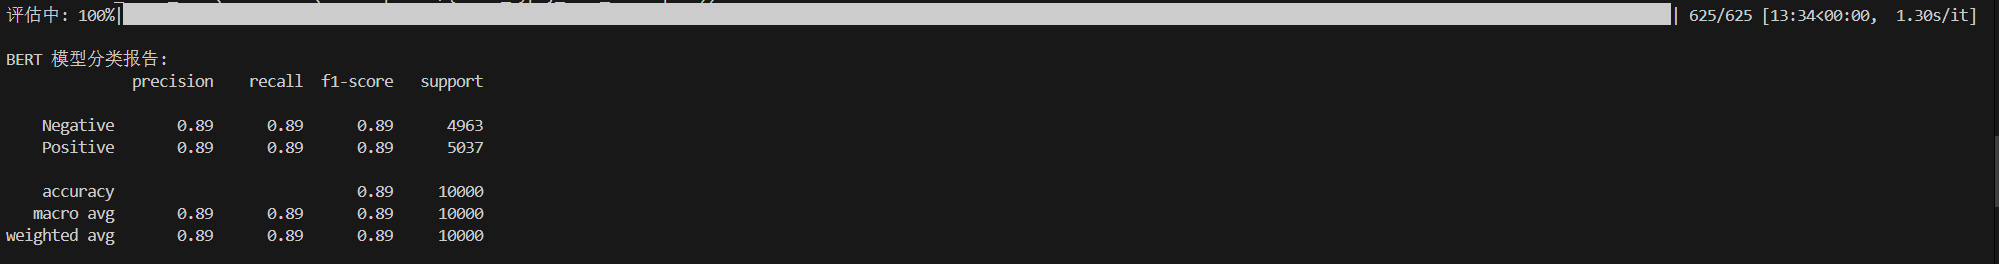 评估中: 100%| | 625/625 [13:34<00:00, 1.30s/it]
BERT 模型分类报告:
precision recall f1-score support
Negative 0.89 0.89 0.89 4963
Positive 0.89 0.89 0.89 5037
accuracy 0.89 10000
macro avg 0.89 0.89 0.89 10000
weighted avg 0.89 0.89 0.89 10000